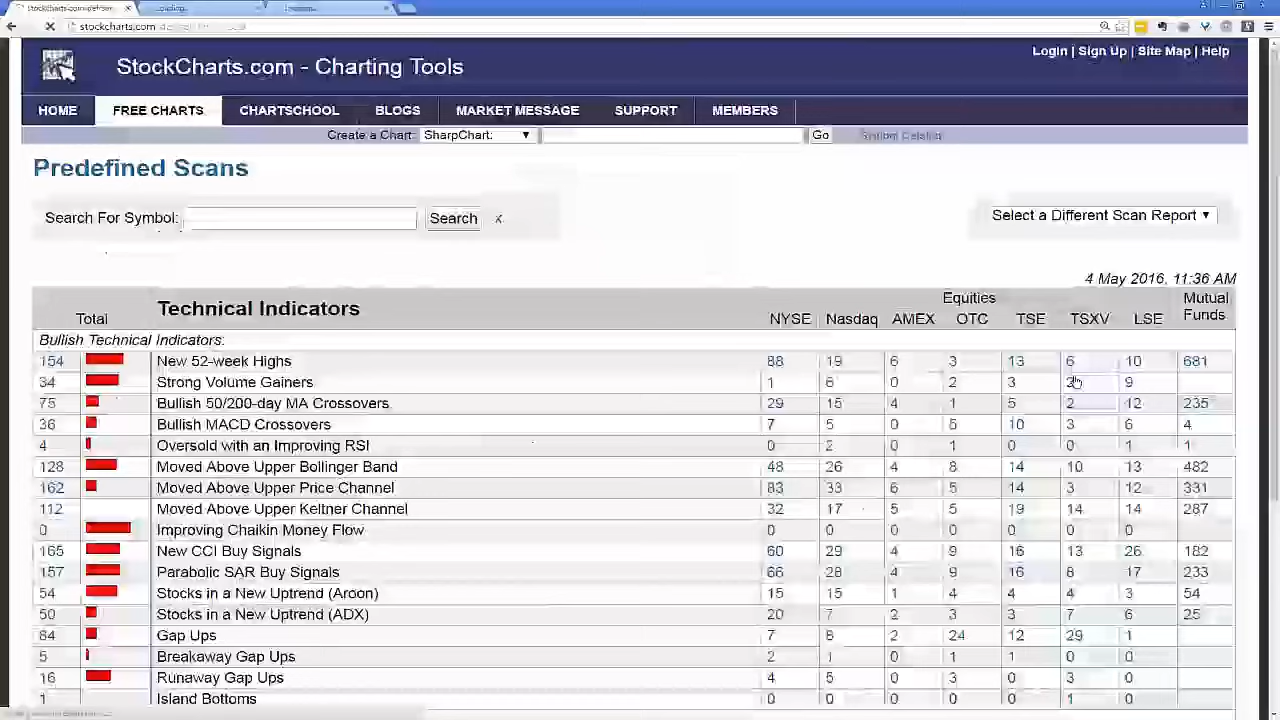 stockcharts.com
Login | Sign Up | Site Map | Help
StockCharts.com - Charting Tools
HOME FREE CHARTS CHARTSCHOOL BLOGS MARKET MESSAGE SUPPORT MEMBERS
Create a Chart: SharpChart: Go Symbol Catalog
Predefined Scans
Search For Symbol: Search x Select a Different Scan Report
4 May 2016, 11:36 AM
Equities Mutual
Total Technical Indicators NYSE Nasdaq AMEX OTC TSE TSXV LSE Funds
Bullish Technical Indicators:
154 New 52-week Highs 88 19 6 3 13 6 10 681
34 Strong Volume Gainers 1 8 0 2 3 9
75 Bullish 50/200-day MA Crossovers 29 15 4 1 5 2 12 235
36 Bullish MACD Crossovers 7 5 0 10 3 6 4
4 Oversold with an Improving RSI 0 2 0 1 0 0 1 1
128 Moved Above Upper Bollinger Band 48 26 4 8 14 10 13 482
162 Moved Above Upper Price Channel 83 33 6 5 14 3 12 331
112 Moved Above Upper Keltner Channel 32 17 5 5 19 14 14 287
0 Improving Chaikin Money Flow 0 0 0 0 0 0 0
165 New CCI Buy Signals 60 29 4 9 16 13 26 182
157 Parabolic SAR Buy Signals 66 28 4 9 16 8 17 233
54 Stocks in a New Uptrend (Aroon) 15 15 1 4 4 4 3 54
50 Stocks in a New Uptrend (ADX) 20 7 2 3 3 7 6 25
84 Gap Ups 7 8 2 24 12 29 1
5 Breakaway Gap Ups 2 1 0 1 1 0 0
16 Runaway Gap Ups 4 5 0 3 0 3 0
1 Island Bottoms 0 0 0 0 0 1 0